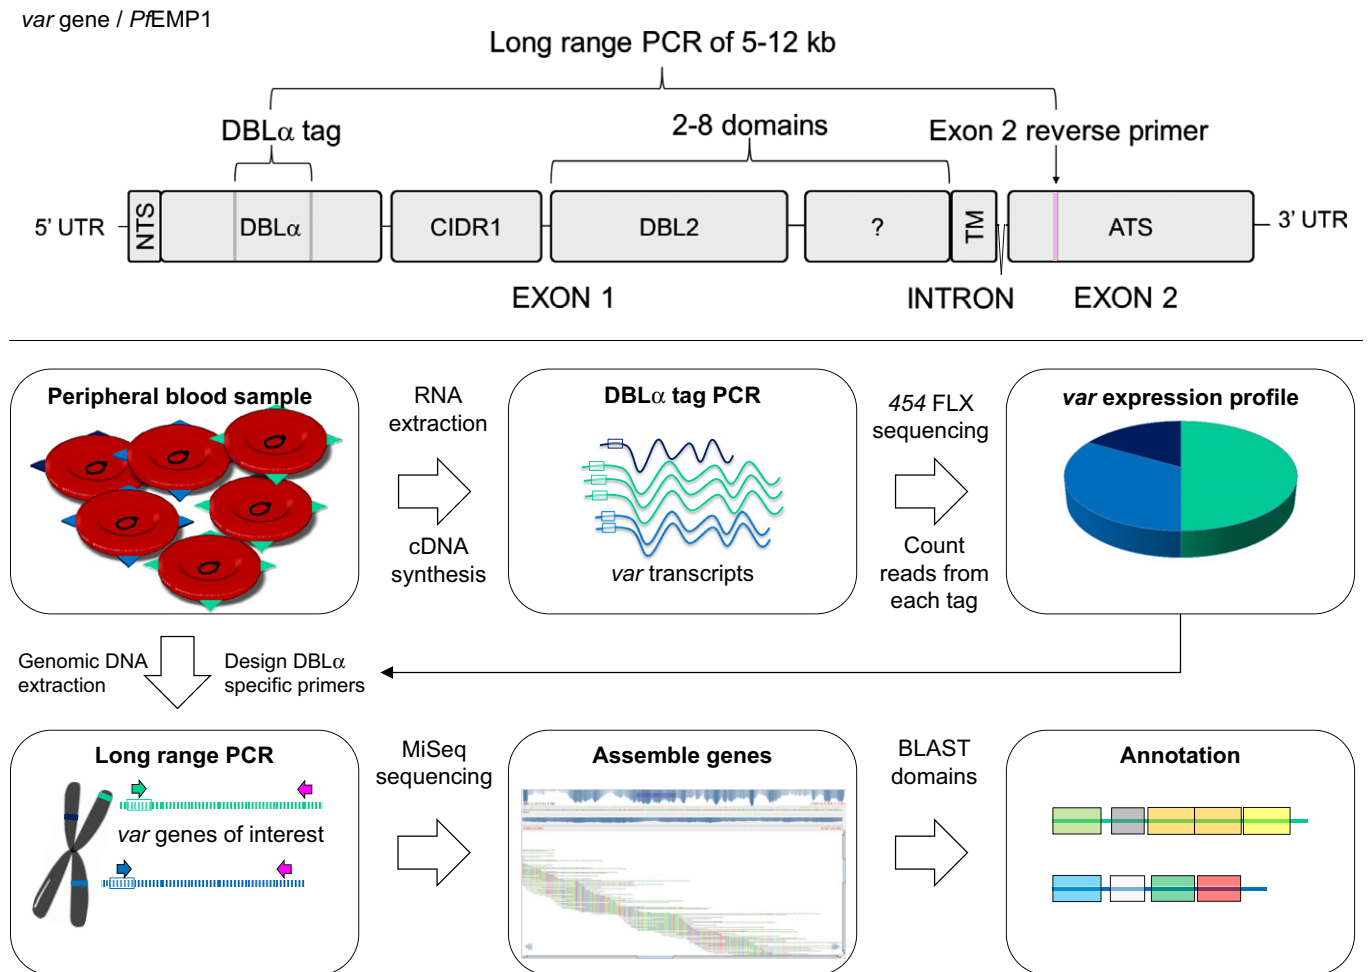 var gene / PfEMP1
Long range PCR of 5-12 kb
DBLα tag
2-8 domains
Exon 2 reverse primer
5’ UTR
NTS
DBLα
CIDR1
DBL2
?
TM
ATS
3’ UTR
EXON 1
INTRON
EXON 2
Peripheral blood sample
RNA
extraction
cDNA
synthesis
DBLα tag PCR
var transcripts
454 FLX
sequencing
Count
reads from
each tag
var expression profile
Genomic DNA
extraction
Design DBLα
specific primers
Long range PCR
var genes of interest
MiSeq
sequencing
Assemble genes
BLAST
domains
Annotation